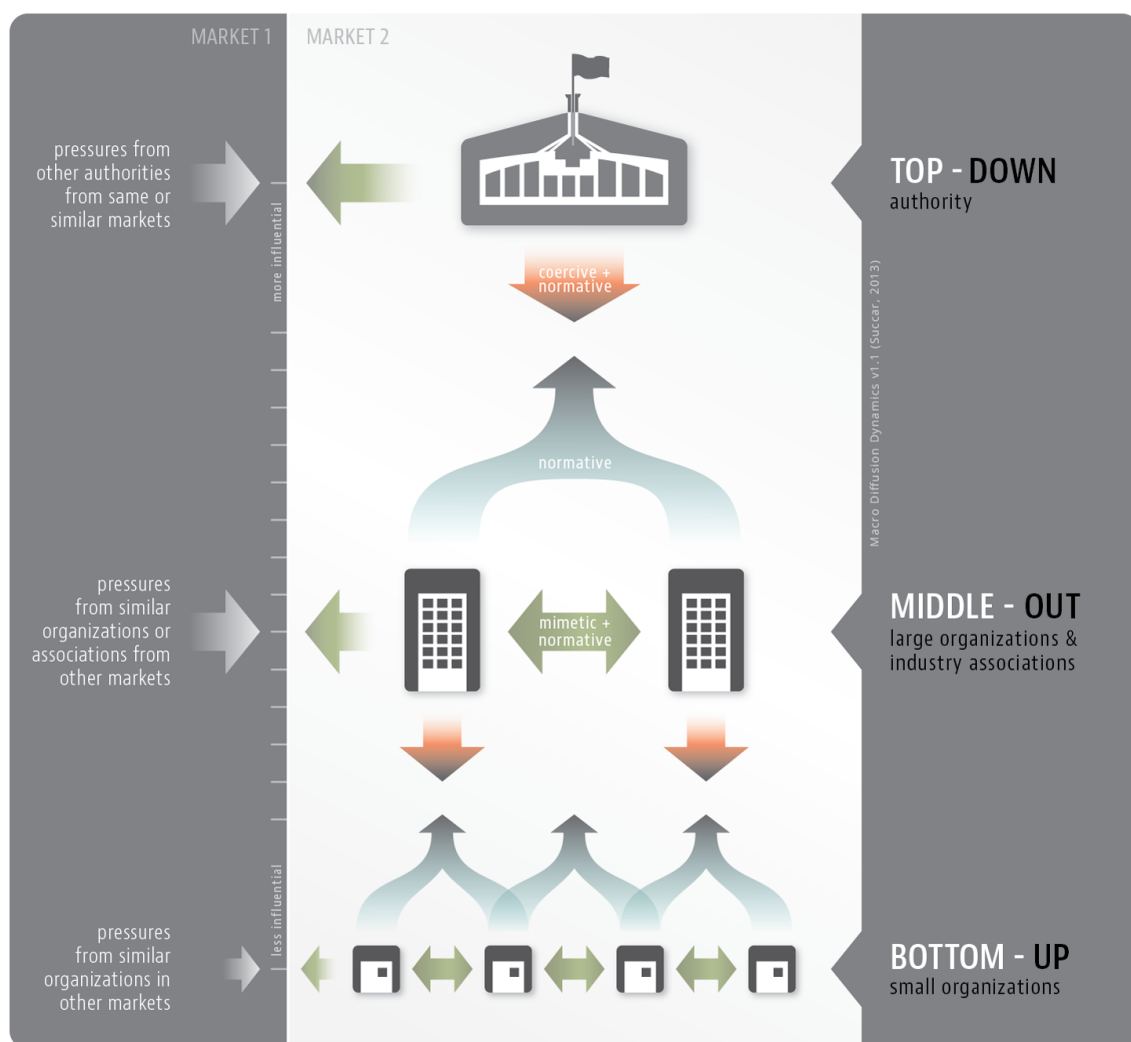 MARKET 1
MARKET 2
pressures from
other authorities
from same or
similar markets
more influential
coercive +
normative
TOP - DOWN
authority
Macro Diffusion Dynamics v1.1 (Succar, 2013)
normative
pressures
from similar
organizations or
associations from
other markets
mimetic +
normative
MIDDLE - OUT
large organizations &
industry associations
less influential
pressures
from similar
organizations in
other markets
BOTTOM - UP
small organizations